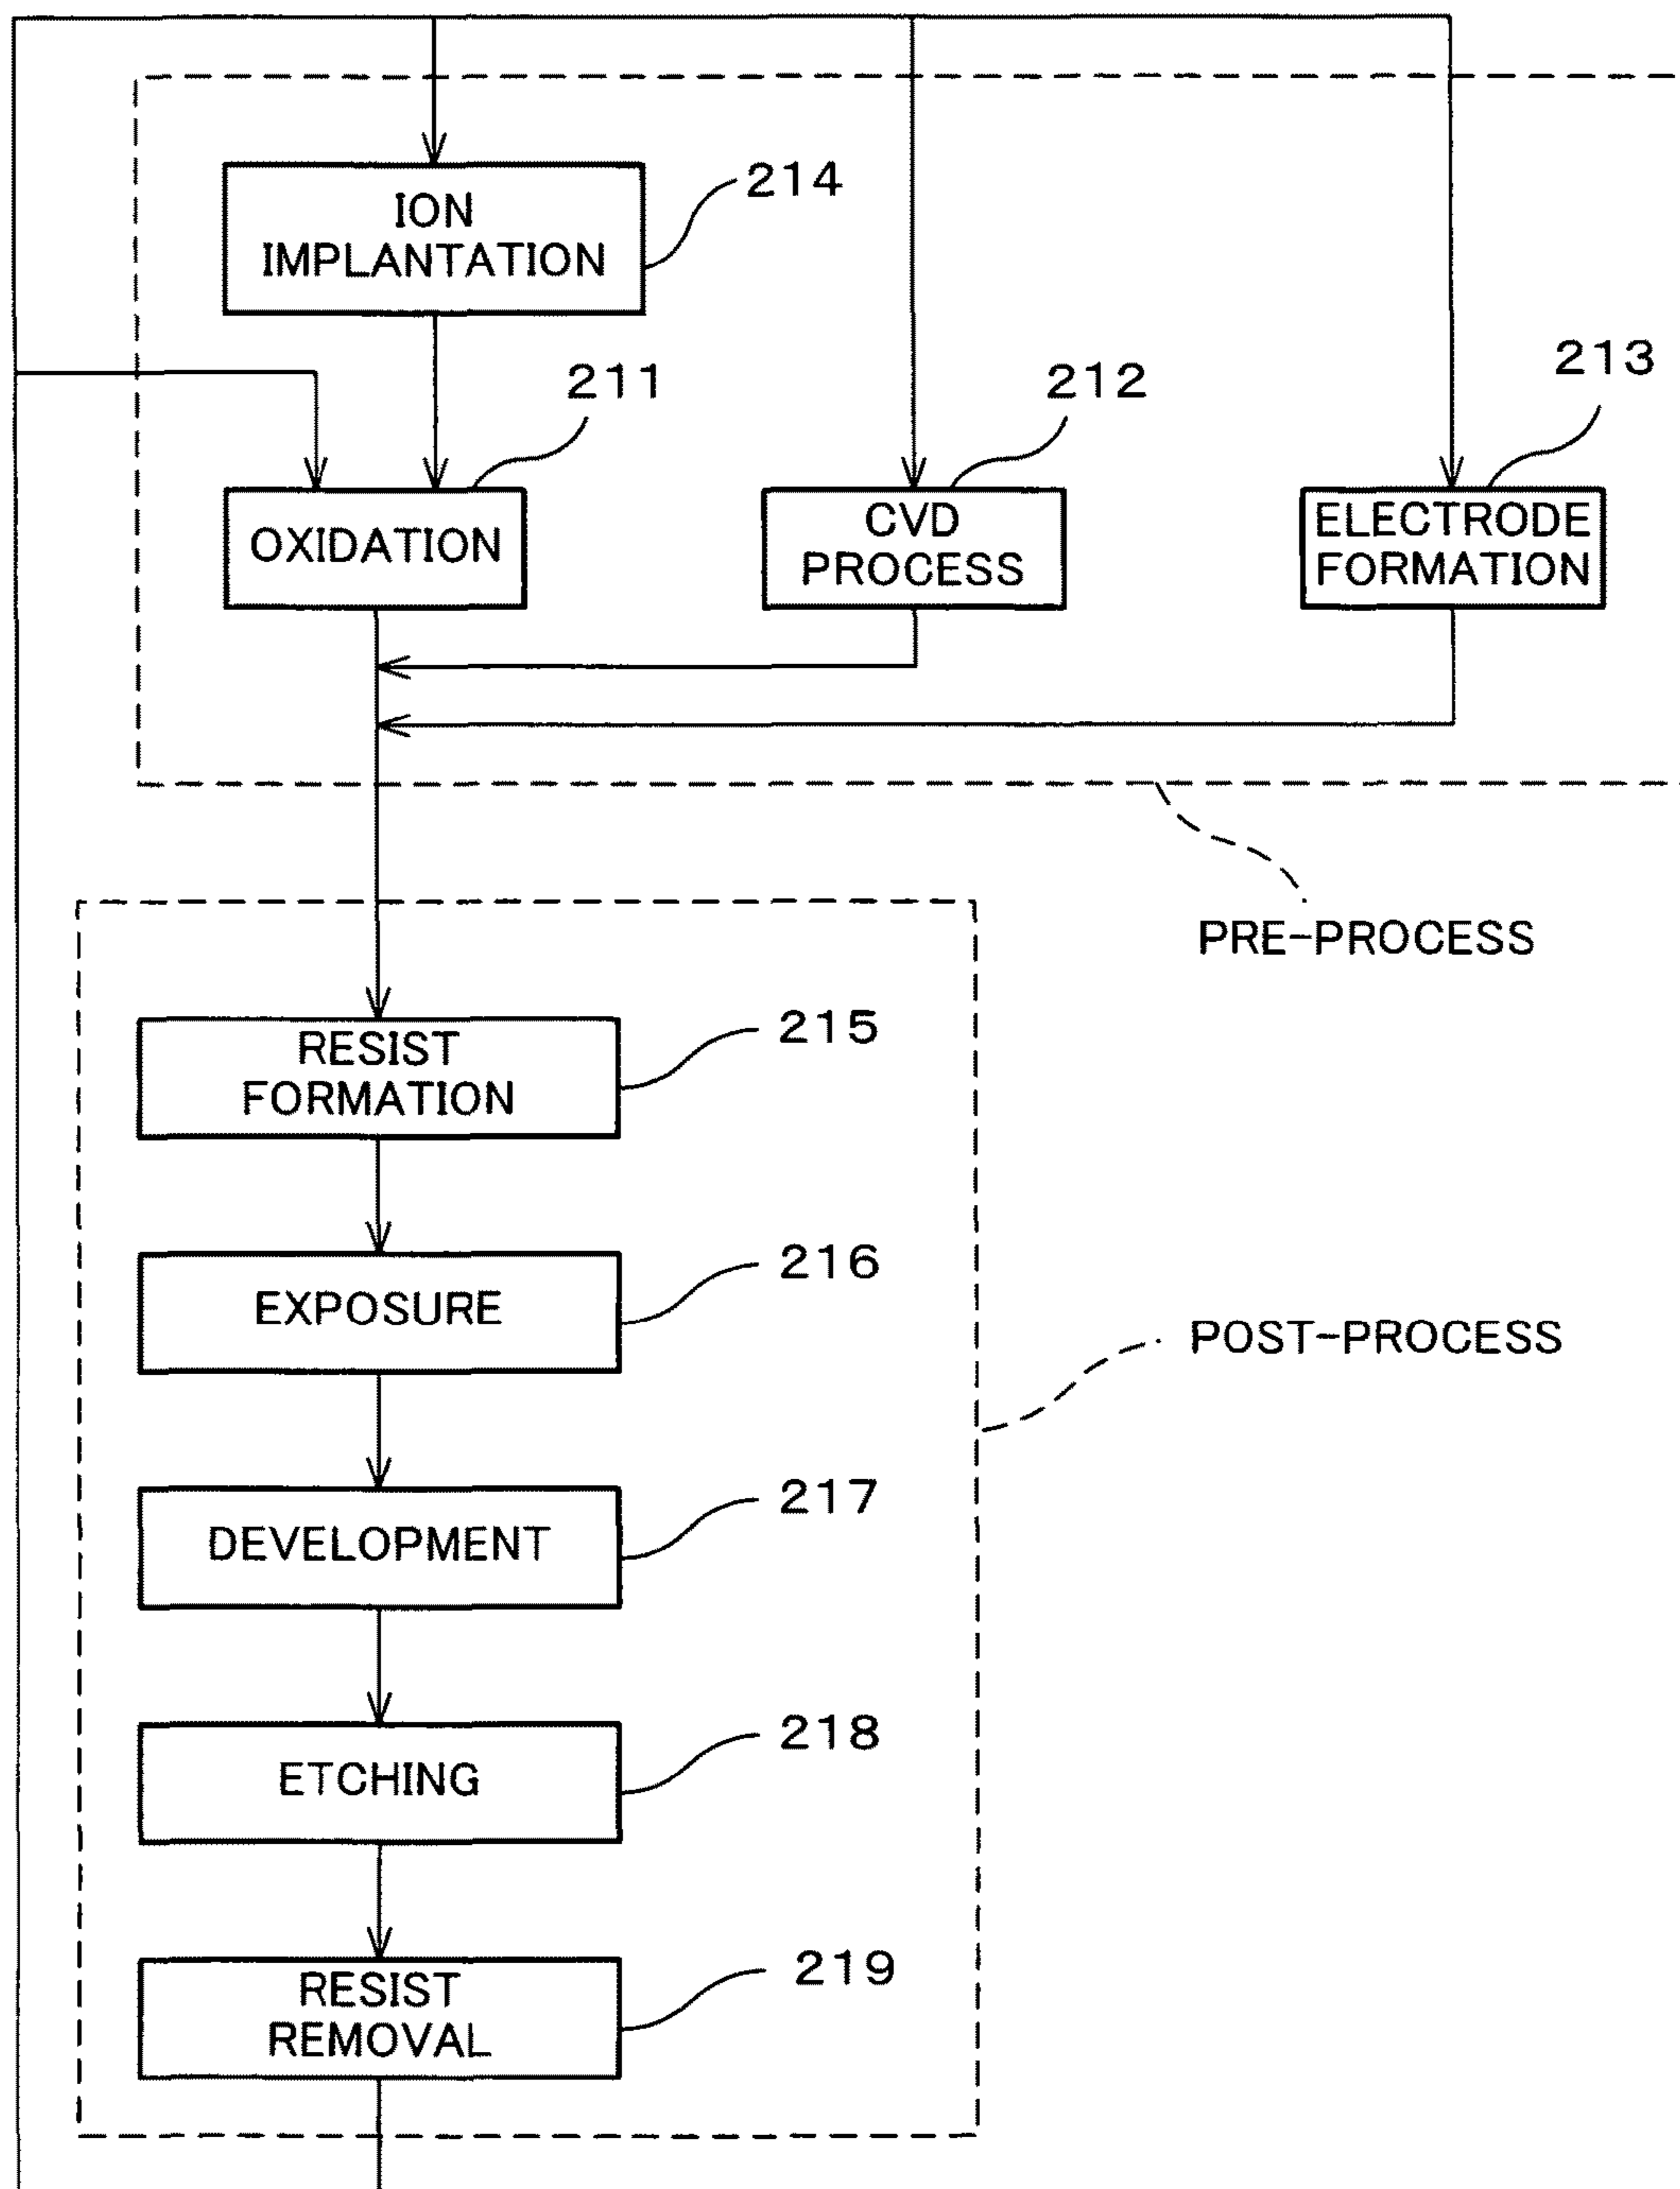 214
ION
IMPLANTATION
211
212
213
OXIDATION
CVD
PROCESS
ELECTRODE
FORMATION
PRE-PROCESS
RESIST
FORMATION
215
EXPOSURE
216
POST-PROCESS
DEVELOPMENT
217
ETCHING
218
RESIST
REMOVAL
219